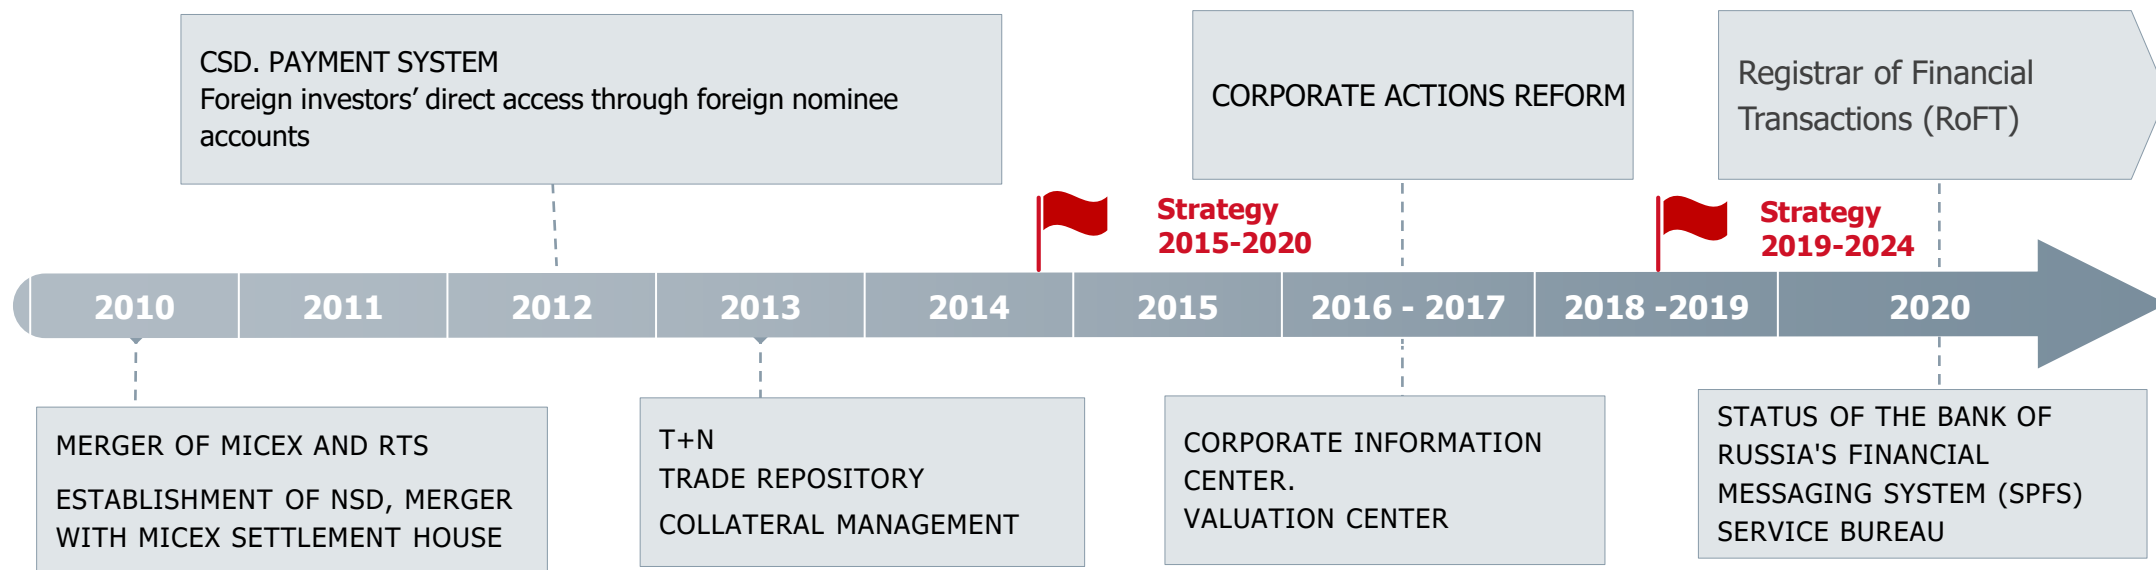 CSD. PAYMENT SYSTEM
Foreign investors’ direct access through foreign nominee
accounts
CORPORATE ACTIONS REFORM
Registrar of Financial
Transactions (RoFT)
Strategy
2015-2020
Strategy
2019-2024
2010
2011
2012
2013
2014
2015
2016 - 2017
2018 -2019
2020
MERGER OF MICEX AND RTS
ESTABLISHMENT OF NSD, MERGER
WITH MICEX SETTLEMENT HOUSE
T+N
TRADE REPOSITORY
COLLATERAL MANAGEMENT
CORPORATE INFORMATION
CENTER.
VALUATION CENTER
STATUS OF THE BANK OF
RUSSIA'S FINANCIAL
MESSAGING SYSTEM (SPFS)
SERVICE BUREAU